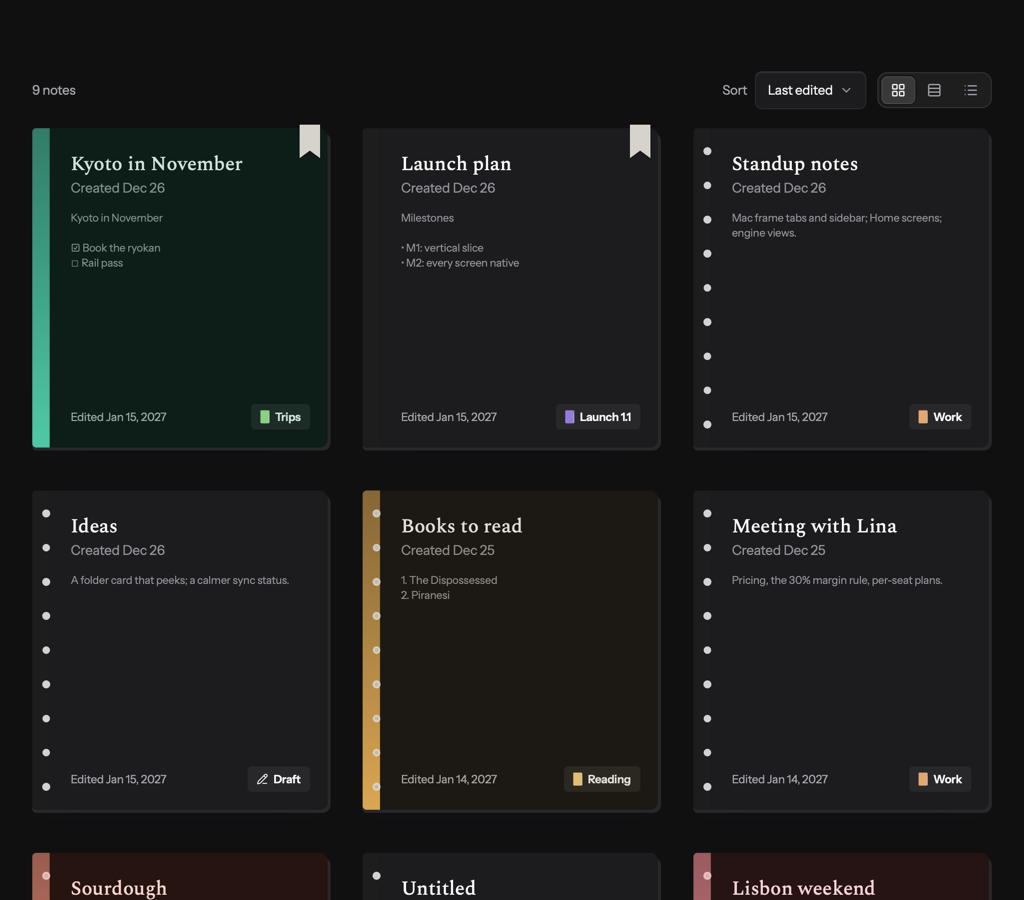 9 notes
Sort
Last edited
Kyoto in November
Created Dec 26
Kyoto in November
☑ Book the ryokan
☐ Rail pass
Edited Jan 15, 2027
Trips
Launch plan
Created Dec 26
Milestones
• M1: vertical slice
• M2: every screen native
Edited Jan 15, 2027
Launch 1.1
Standup notes
Created Dec 26
Mac frame tabs and sidebar; Home screens;
engine views.
Edited Jan 15, 2027
Work
Ideas
Created Dec 26
A folder card that peeks; a calmer sync status.
Edited Jan 15, 2027
Draft
Books to read
Created Dec 25
1. The Dispossessed
2. Piranesi
Edited Jan 14, 2027
Reading
Meeting with Lina
Created Dec 25
Pricing, the 30% margin rule, per-seat plans.
Edited Jan 14, 2027
Work
Sourdough
Untitled
Lisbon weekend